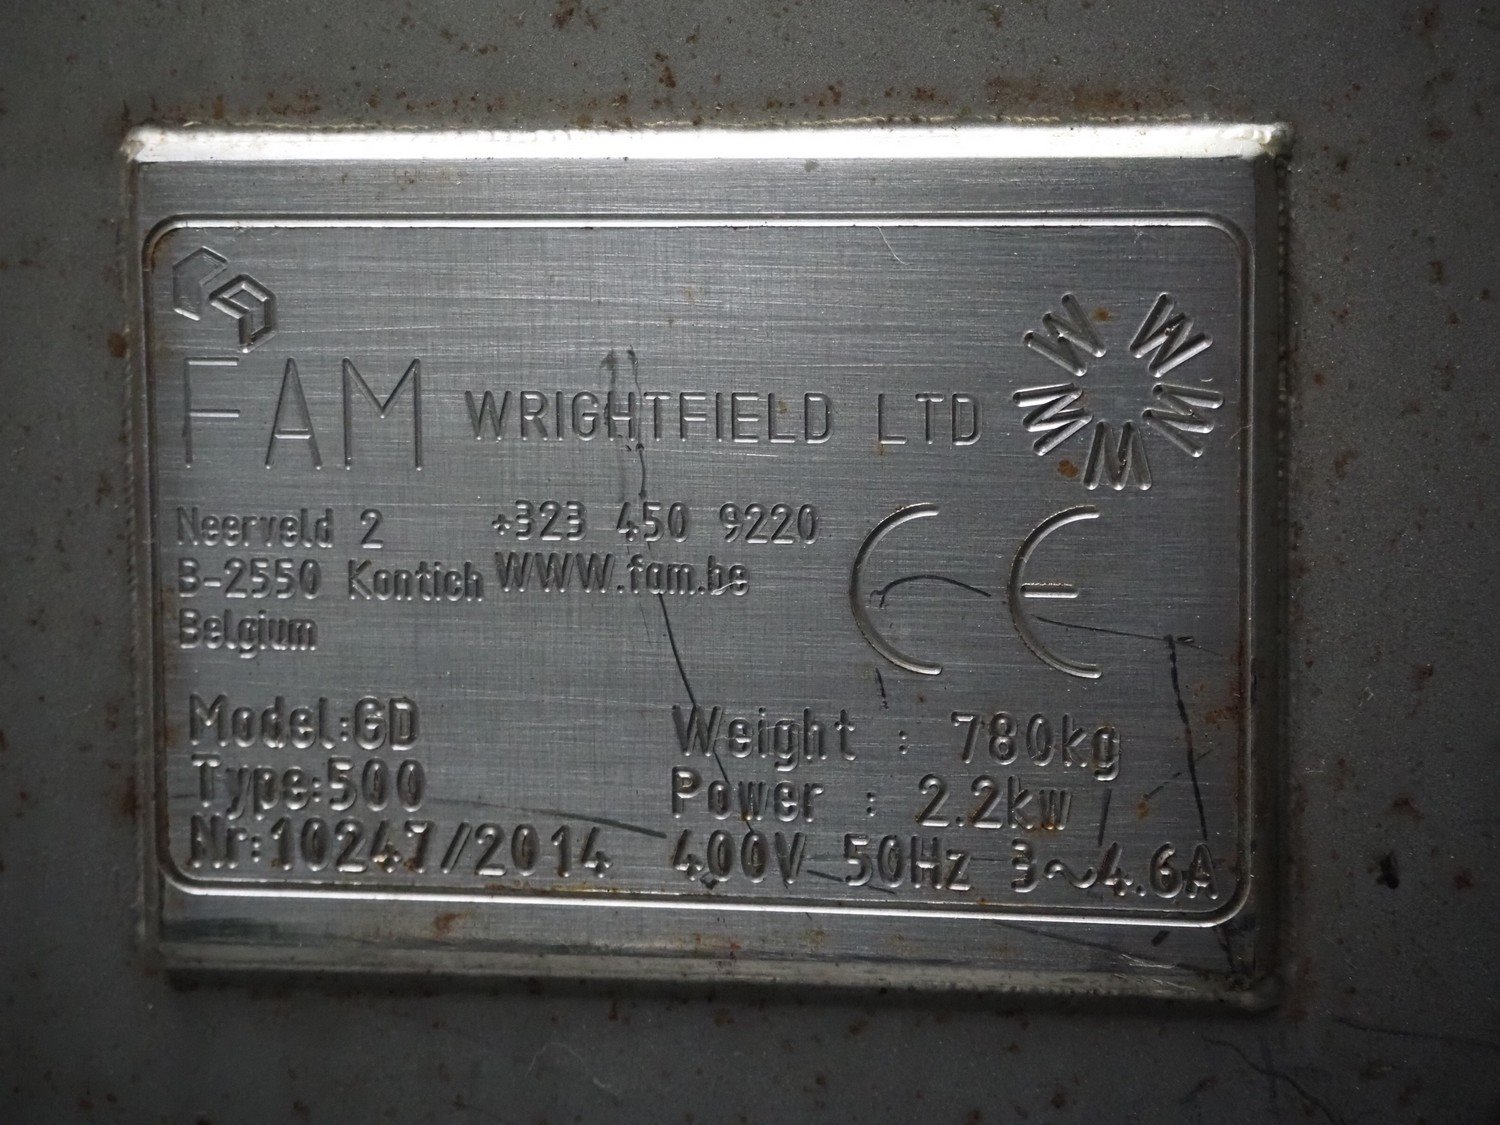 FAM WRIGHTFIELD LTD
W W W W W
Neerveld 2 +323 450 9220
B-2550 Kontich WWW.fam.be
Belgium
CE
Model:GD Weight : 780kg
Type:500 Power : 2.2kw
Nr:10247//2014 400V 50Hz 3~4.6A